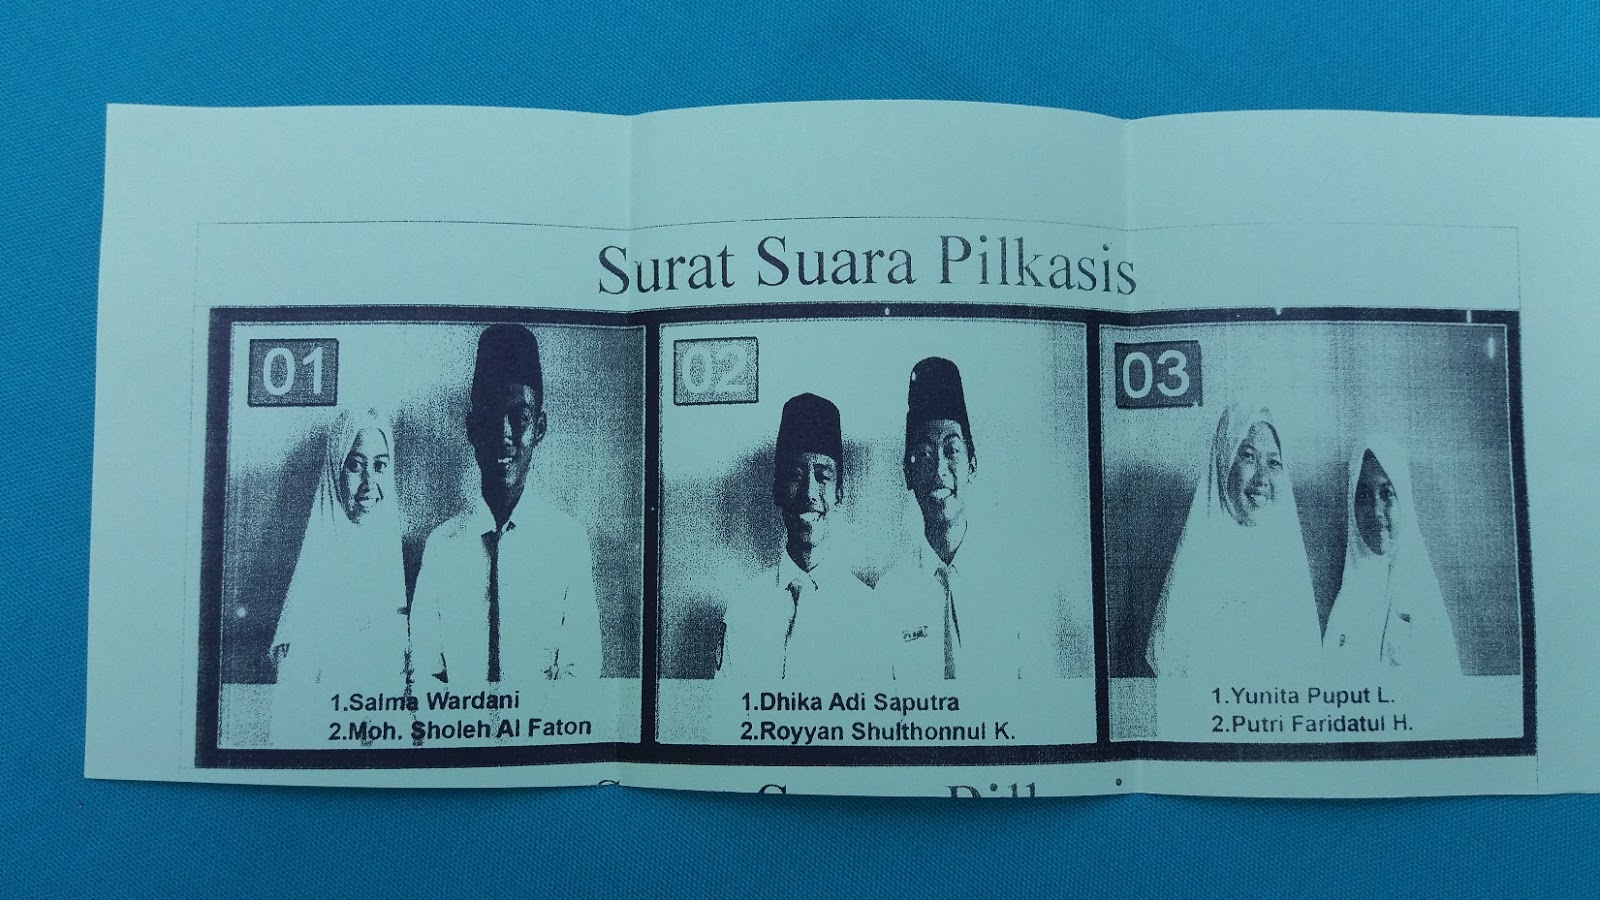 Surat Suara Pilkasis
01
1.Salma Wardani
2.Moh. Sholeh Al Faton
02
1.Dhika Adi Saputra
2.Royyan Shulthonnul K.
03
1.Yunita Puput L.
2.Putri Faridatul H.